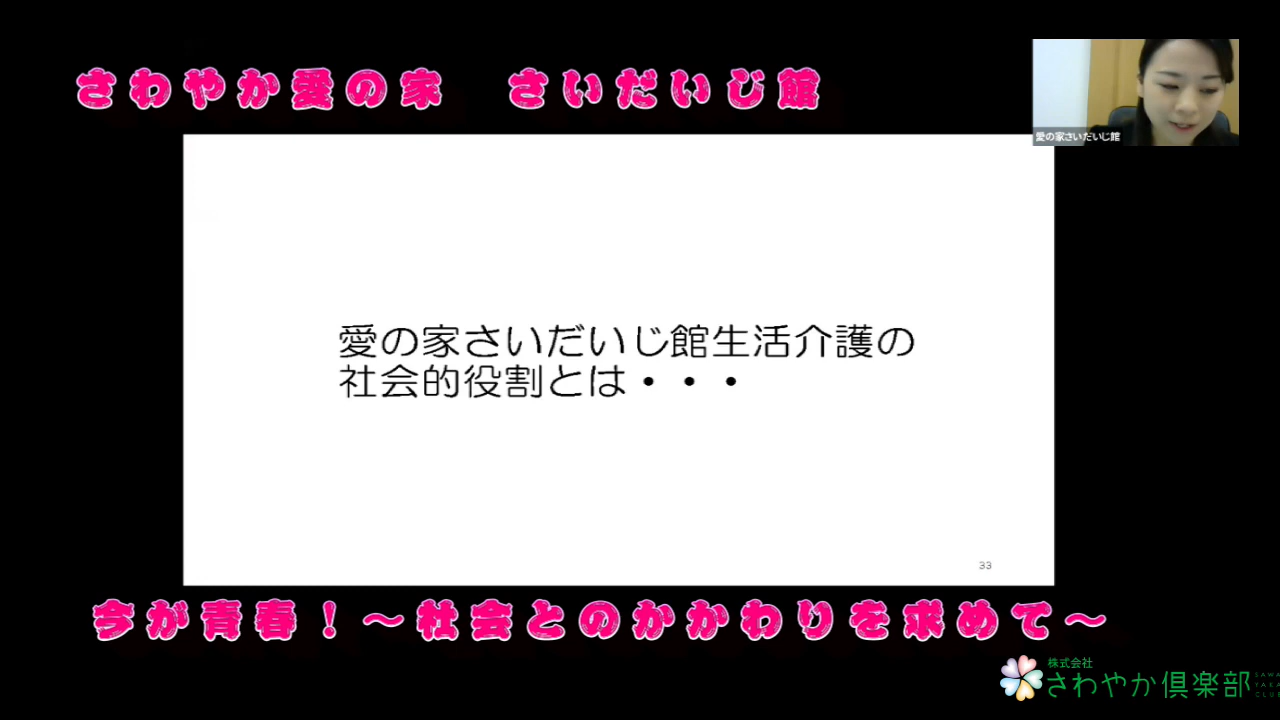 さわやか愛の家　さいだいじ館
愛の家さいだいじ館
愛の家さいだいじ館生活介護の
社会的役割とは・・・
33
今が青春！～社会とのかかわりを求めて～
株式会社
さわやか倶楽部
SAWA
YAKA
CLUB